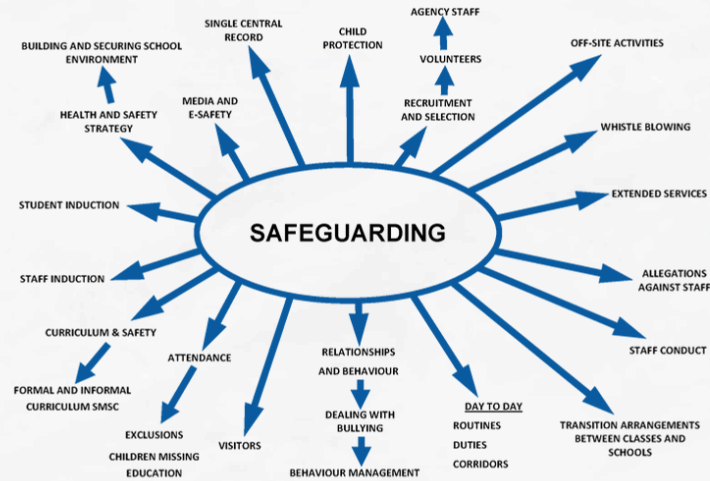 AGENCY STAFF
SINGLE CENTRAL
RECORD
CHILD
PROTECTION
OFF-SITE ACTIVITIES
BUILDING AND SECURING SCHOOL
ENVIRONMENT
VOLUNTEERS
MEDIA AND
E-SAFETY
RECRUITMENT
AND SELECTION
HEALTH AND SAFETY
STRATEGY
WHISTLE BLOWING
STUDENT INDUCTION
EXTENDED SERVICES
SAFEGUARDING
STAFF INDUCTION
ALLEGATIONS
AGAINST STAFF
CURRICULUM & SAFETY
STAFF CONDUCT
ATTENDANCE
RELATIONSHIPS
AND BEHAVIOUR
FORMAL AND INFORMAL
CURRICULUM SMSC
DEALING WITH
BULLYING
DAY TO DAY
ROUTINES
DUTIES
CORRIDORS
TRANSITION ARRANGEMENTS
BETWEEN CLASSES AND
SCHOOLS
EXCLUSIONS
CHILDREN MISSING
EDUCATION
VISITORS
BEHAVIOUR MANAGEMENT